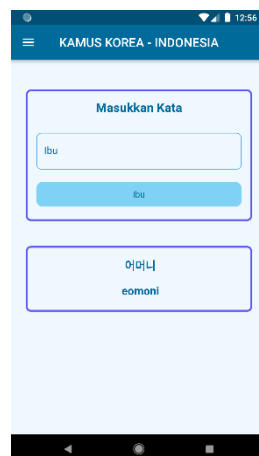 12:56
KAMUS KOREA - INDONESIA
Masukkan Kata
Ibu
Ibu
어머니
eomoni